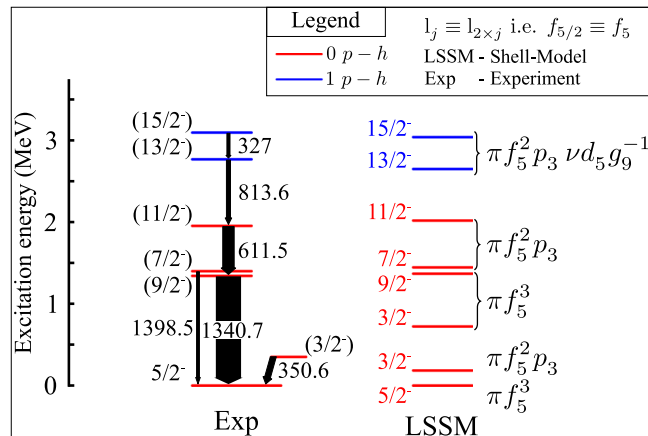 Legend
l_j ≡ l_{2×j} i.e. f_{5/2} ≡ f_5
0 p − h
LSSM - Shell-Model
1 p − h
Exp - Experiment
Excitation energy (MeV)
3
2
1
0
(15/2⁻)
327
(13/2⁻)
813.6
(11/2⁻)
611.5
(7/2⁻)
(9/2⁻)
1398.5
1340.7
(3/2⁻)
350.6
5/2⁻
Exp
15/2⁻
13/2⁻
πf_5^2 p_3 νd_5 g_9^{−1}
11/2⁻
7/2⁻
πf_5^2 p_3
9/2⁻
3/2⁻
πf_5^3
3/2⁻
πf_5^2 p_3
5/2⁻
πf_5^3
LSSM